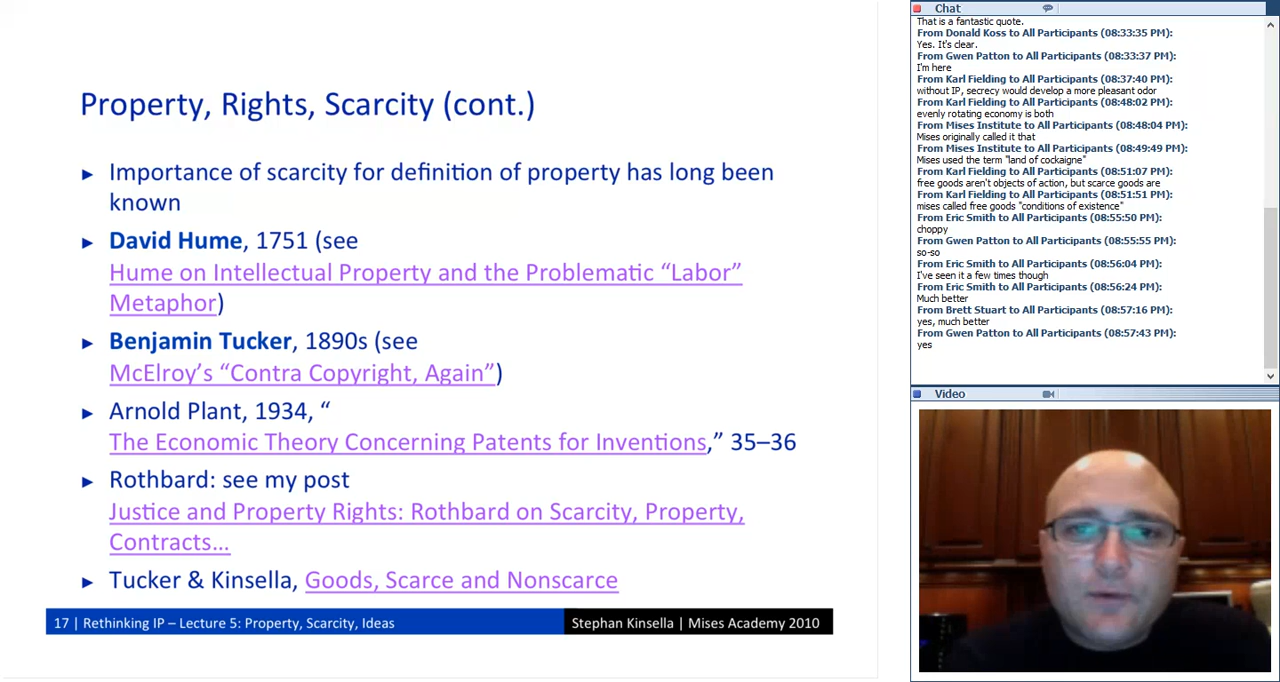 Property, Rights, Scarcity (cont.)
► Importance of scarcity for definition of property has long been
known
► David Hume, 1751 (see
Hume on Intellectual Property and the Problematic “Labor”
Metaphor)
► Benjamin Tucker, 1890s (see
McElroy’s “Contra Copyright, Again”)
► Arnold Plant, 1934, “
The Economic Theory Concerning Patents for Inventions,” 35–36
► Rothbard: see my post
Justice and Property Rights: Rothbard on Scarcity, Property,
Contracts…
► Tucker & Kinsella, Goods, Scarce and Nonscarce
17 | Rethinking IP – Lecture 5: Property, Scarcity, Ideas
Stephan Kinsella | Mises Academy 2010
Chat
That is a fantastic quote.
From Donald Koss to All Participants (08:33:35 PM):
Yes. It's clear.
From Gwen Patton to All Participants (08:33:37 PM):
I'm here
From Karl Fielding to All Participants (08:37:40 PM):
without IP, secrecy would develop a more pleasant odor
From Karl Fielding to All Participants (08:48:02 PM):
evenly rotating economy is both
From Mises Institute to All Participants (08:48:04 PM):
Mises originally called it that
From Mises Institute to All Participants (08:49:49 PM):
Mises used the term "land of cockaigne"
From Karl Fielding to All Participants (08:51:07 PM):
free goods aren't objects of action, but scarce goods are
From Karl Fielding to All Participants (08:51:51 PM):
mises called free goods "conditions of existence"
From Eric Smith to All Participants (08:55:50 PM):
choppy
From Gwen Patton to All Participants (08:55:55 PM):
so-so
From Eric Smith to All Participants (08:56:04 PM):
I've seen it a few times though
From Eric Smith to All Participants (08:56:24 PM):
Much better
From Brett Stuart to All Participants (08:57:16 PM):
yes, much better
From Gwen Patton to All Participants (08:57:43 PM):
yes
Video